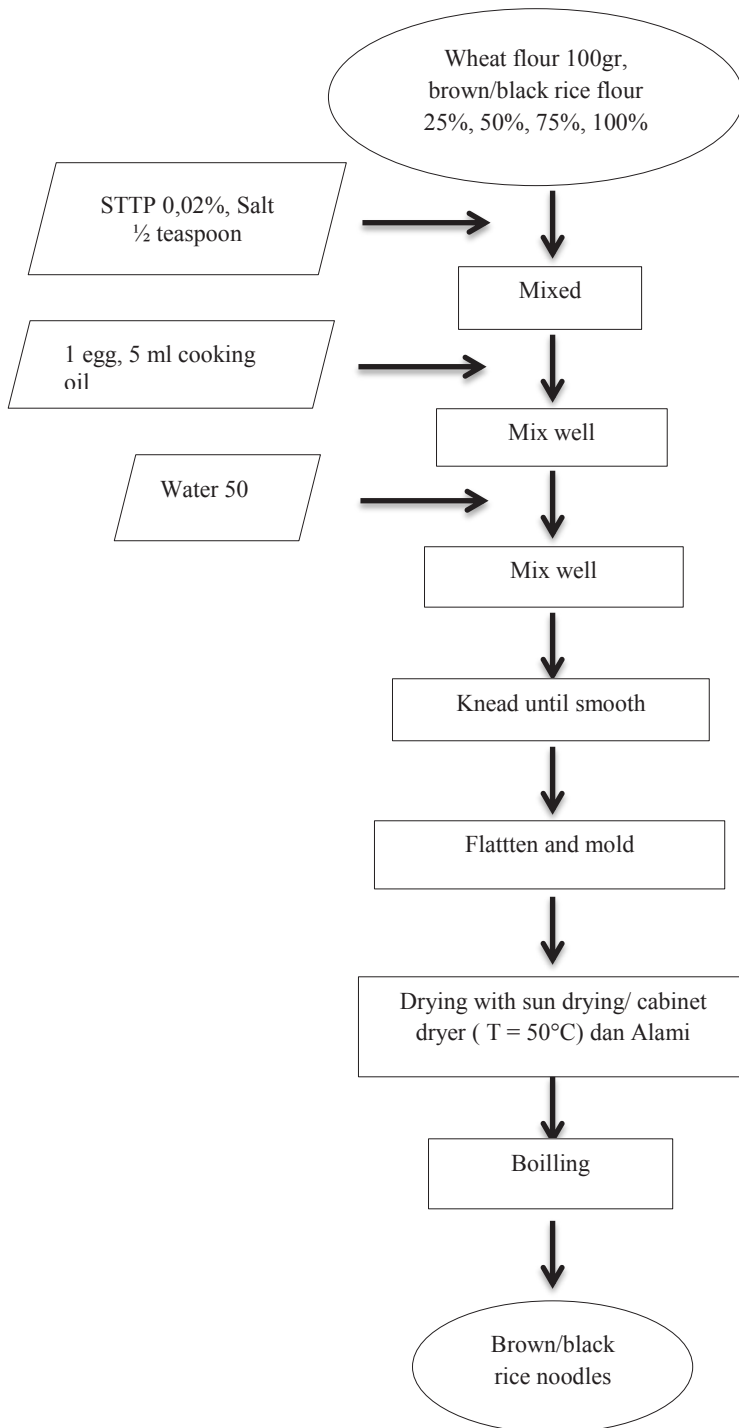 Wheat flour 100gr,
brown/black rice flour
25%, 50%, 75%, 100%
STTP 0,02%, Salt
½ teaspoon
Mixed
1 egg, 5 ml cooking
oil
Mix well
Water 50
Mix well
Knead until smooth
Flattten and mold
Drying with sun drying/ cabinet
dryer ( T = 50°C) dan Alami
Boilling
Brown/black
rice noodles